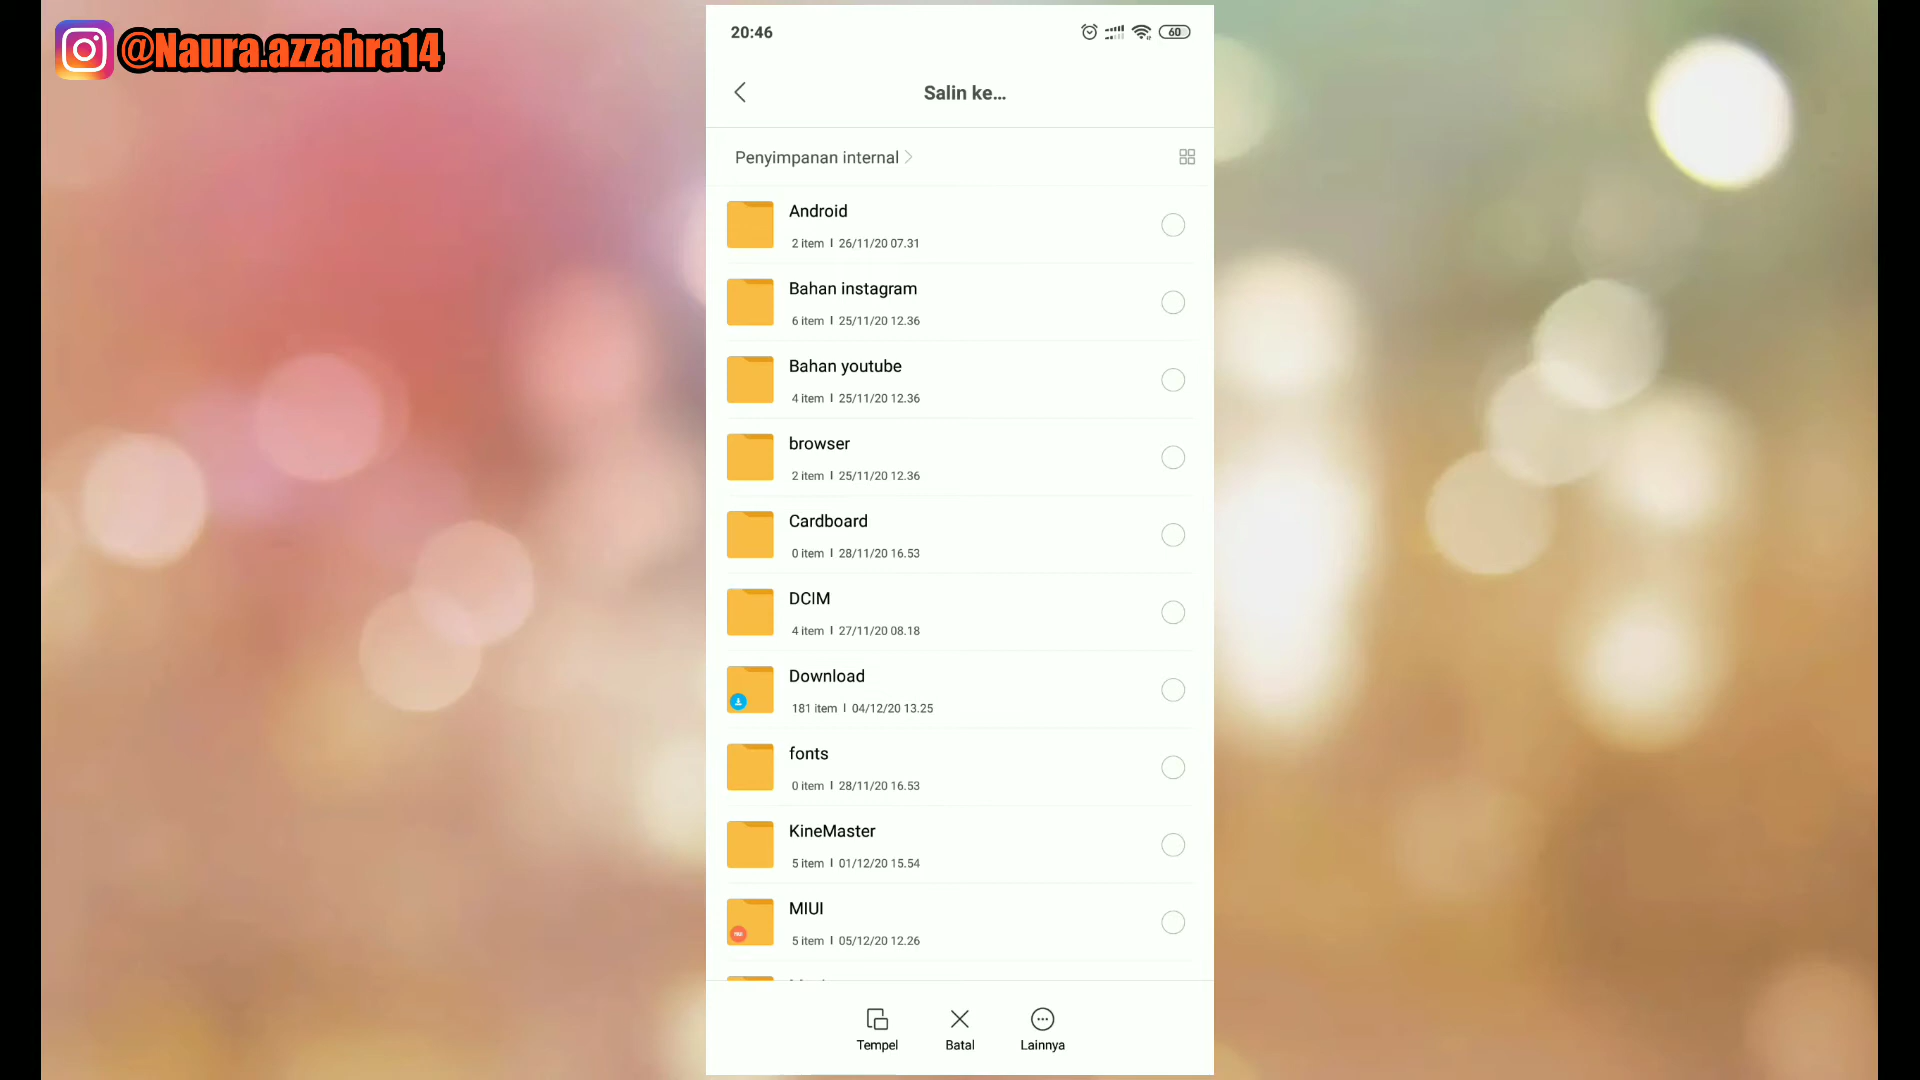 @Naura.azzahra14
20:46
60
Salin ke...
Penyimpanan internal
Android
2 item | 26/11/20 07.31
Bahan instagram
6 item | 25/11/20 12.36
Bahan youtube
4 item | 25/11/20 12.36
browser
2 item | 25/11/20 12.36
Cardboard
0 item | 28/11/20 16.53
DCIM
4 item | 27/11/20 08.18
Download
181 item | 04/12/20 13.25
fonts
0 item | 28/11/20 16.53
KineMaster
5 item | 01/12/20 15.54
MIUI
5 item | 05/12/20 12.26
Tempel
Batal
Lainnya